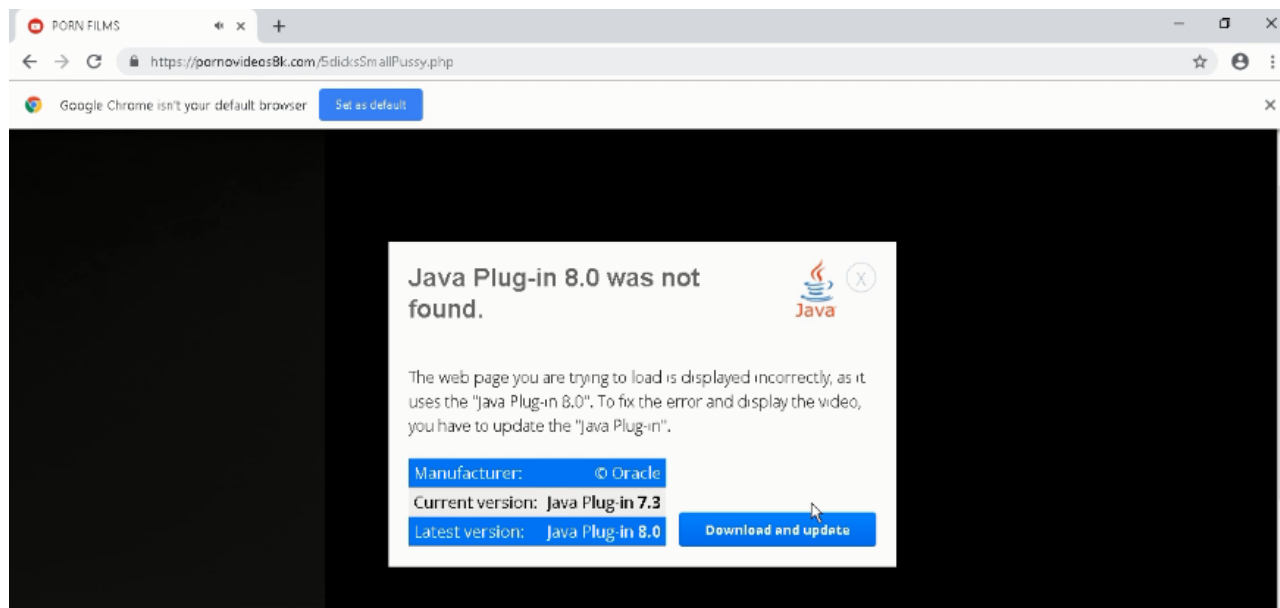 PORN FILMS
https://pornovideos8k.com/5dicksSmallPussy.php
Google Chrome isn't your default browser
Set as default
Java Plug-in 8.0 was not
found.
Java
X
The web page you are trying to load is displayed incorrectly, as it
uses the "Java Plug-in 8.0". To fix the error and display the video,
you have to update the "Java Plug-in".
Manufacturer: © Oracle
Current version: Java Plug-in 7.3
Latest version: Java Plug-in 8.0
Download and update